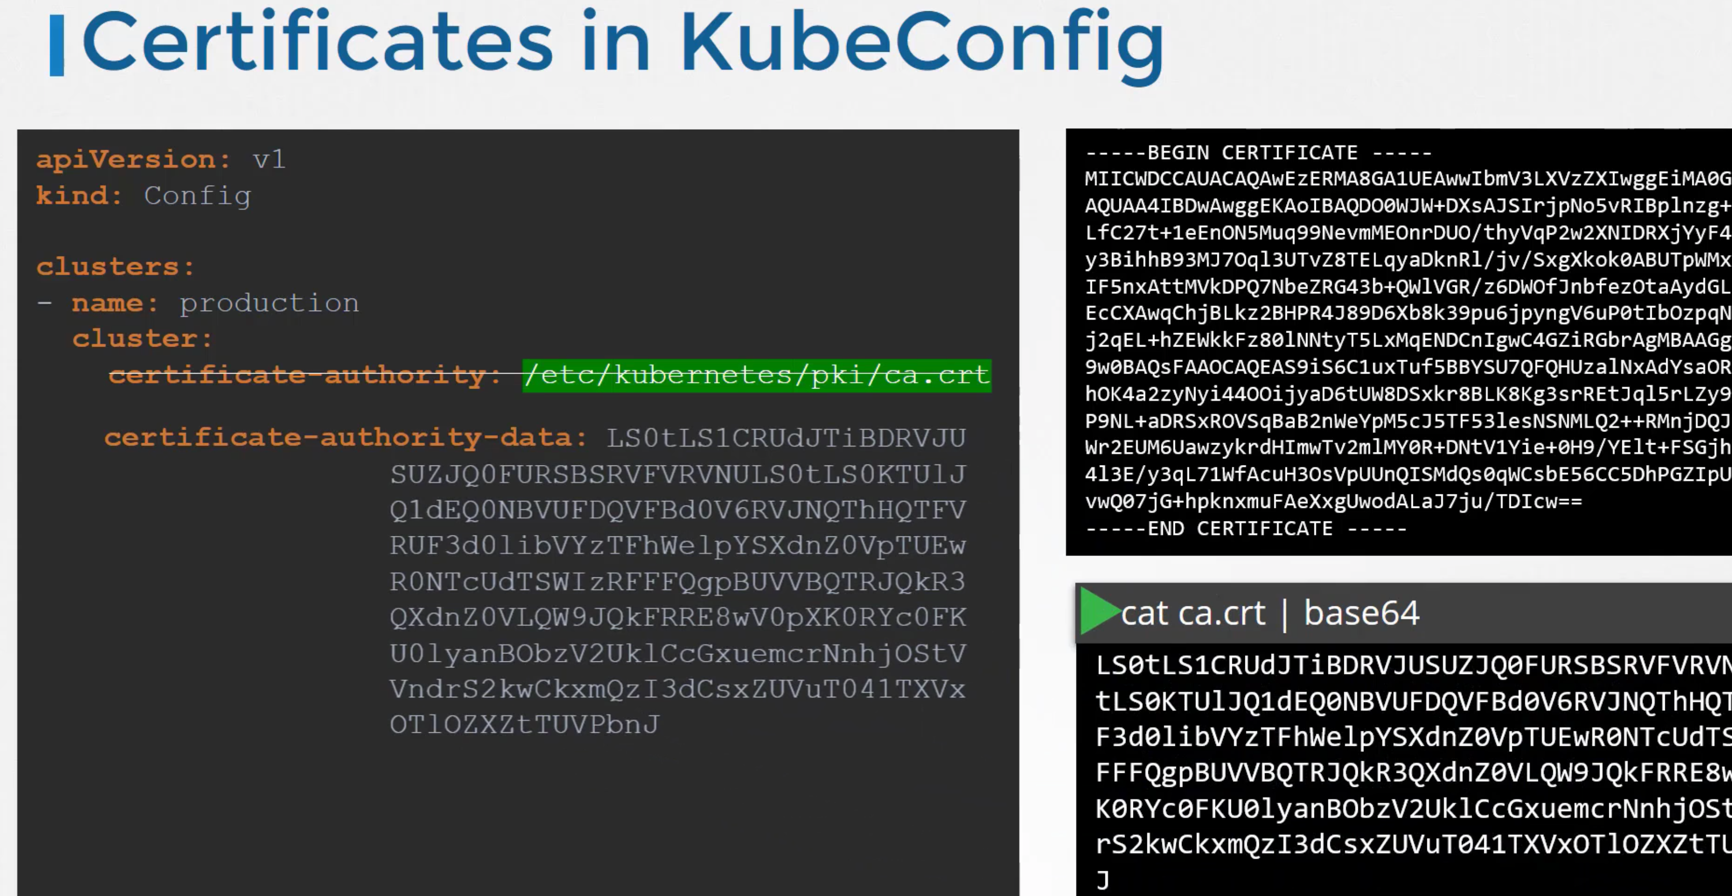 Certificates in KubeConfig
apiVersion: v1
kind: Config
clusters:
- name: production
cluster:
certificate-authority: /etc/kubernetes/pki/ca.crt
certificate-authority-data: LS0tLS1CRUdJTiBDRVJU
SUZJQ0FURSBSRVFVRVNULS0tLS0KTUlJ
Q1dEQ0NBVUFDQVFBd0V6RVJNQThHQTFV
RUF3d0libVYzTFhWelpYSXdnZ0VpTUEw
R0NTcUdTSWIzRFFFQgpBUVVBQTRJQkR3
QXdnZ0VLQW9JQkFRRE8wV0pXK0RYc0FK
U0lyanBObzV2UklCcGxuemcrNnhjOStV
VndrS2kwCkxmQzI3dCsxZUVuT041TXVx
OTlOZXZtTUVPbnJ
-----BEGIN CERTIFICATE -----
MIICWDCCAUACAQAwEzERMA8GA1UEAwwIbmV3LXVzZXIwggEiMA0G
AQUAA4IBDwAwggEKAoIBAQDO0WJW+DXsAJSIrjpNo5vRIBplnzg+
LfC27t+1eEnON5Muq99NevmMEOnrDUO/thyVqP2w2XNIDRXjYyF4
y3BihhB93MJ7Oql3UTvZ8TELqyaDknRl/jv/SxgXkok0ABUTpWMx
IF5nxAttMVkDPQ7NbeZRG43b+QWlVGR/z6DWOfJnbfezOtaAydGL
EcCXAwqChjBLkz2BHPR4J89D6Xb8k39pu6jpyngV6uP0tIbOzpqN
j2qEL+hZEWkkFz80lNNtyT5LxMqENDCnIgwC4GZiRGbrAgMBAAGg
9w0BAQsFAAOCAQEAS9iS6C1uxTuf5BBYSU7QFQHUzalNxAdYsaOR
hOK4a2zyNyi44OOijyaD6tUW8DSxkr8BLK8Kg3srREtJql5rLZy9
P9NL+aDRSxROVSqBaB2nWeYpM5cJ5TF53lesNSNMLQ2++RMnjDQJ
Wr2EUM6UawzykrdHImwTv2mlMY0R+DNtV1Yie+0H9/YElt+FSGjh
4l3E/y3qL71WfAcuH3OsVpUUnQISMdQs0qWCsbE56CC5DhPGZIpU
vwQ07jG+hpknxmuFAeXxgUwodALaJ7ju/TDIcw==
-----END CERTIFICATE -----
cat ca.crt | base64
LS0tLS1CRUdJTiBDRVJUSUZJQ0FURSBSRVFVRVN
tLS0KTUlJQ1dEQ0NBVUFDQVFBd0V6RVJNQThHQT
F3d0libVYzTFhWelpYSXdnZ0VpTUEwR0NTcUdTS
FFFQgpBUVVBQTRJQkR3QXdnZ0VLQW9JQkFRRE8w
K0RYc0FKU0lyanBObzV2UklCcGxuemcrNnhjOSt
rS2kwCkxmQzI3dCsxZUVuT041TXVxOTlOZXZtTU
J